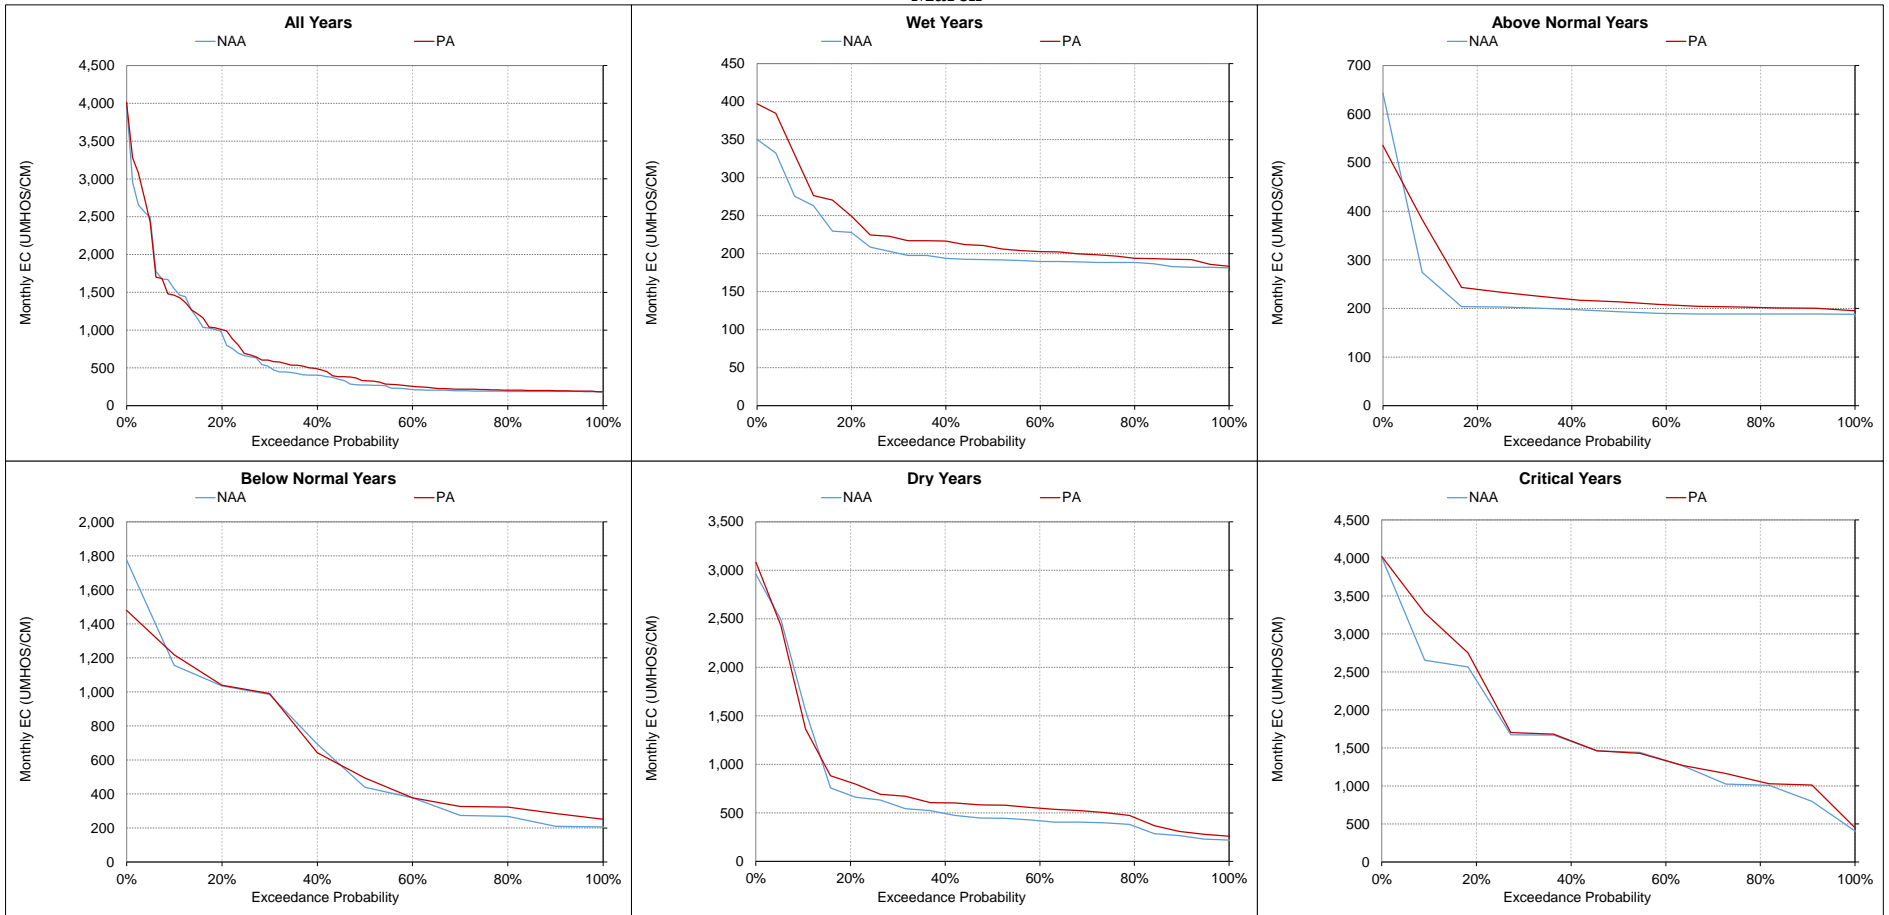 All Years
NAA PA
4,500
4,000
3,500
3,000
2,500
2,000
1,500
1,000
500
0
Monthly EC (UMHOS/CM)
0% 20% 40% 60% 80% 100%
Exceedance Probability
Wet Years
NAA PA
450
400
350
300
250
200
150
100
50
0
Monthly EC (UMHOS/CM)
0% 20% 40% 60% 80% 100%
Exceedance Probability
Above Normal Years
NAA PA
700
600
500
400
300
200
100
0
Monthly EC (UMHOS/CM)
0% 20% 40% 60% 80% 100%
Exceedance Probability
Below Normal Years
NAA PA
2,000
1,800
1,600
1,400
1,200
1,000
800
600
400
200
0
Monthly EC (UMHOS/CM)
0% 20% 40% 60% 80% 100%
Exceedance Probability
Dry Years
NAA PA
3,500
3,000
2,500
2,000
1,500
1,000
500
0
Monthly EC (UMHOS/CM)
0% 20% 40% 60% 80% 100%
Exceedance Probability
Critical Years
NAA PA
4,500
4,000
3,500
3,000
2,500
2,000
1,500
1,000
500
0
Monthly EC (UMHOS/CM)
0% 20% 40% 60% 80% 100%
Exceedance Probability